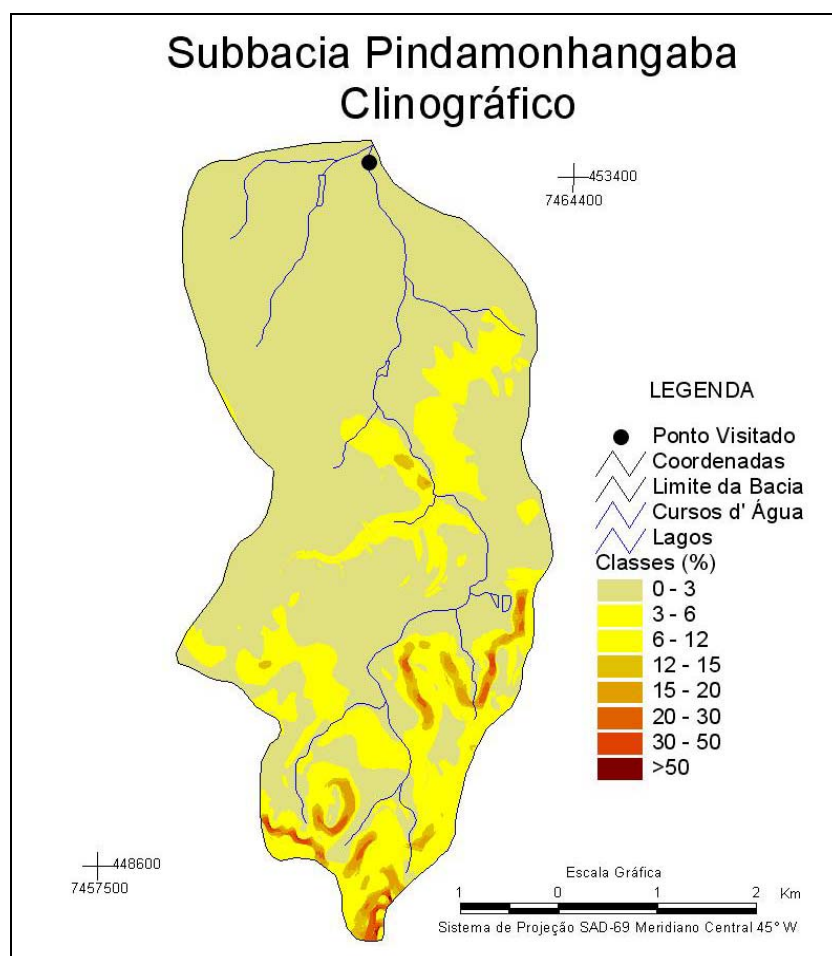 Subbacia Pindamonhangaba
Clinográfico
453400
7464400
LEGENDA
Ponto Visitado
Coordenadas
Limite da Bacia
Cursos d' Água
Lagos
Classes (%)
0 - 3
3 - 6
6 - 12
12 - 15
15 - 20
20 - 30
30 - 50
>50
448600
7457500
Escala Gráfica
1 0 1 2 Km
Sistema de Projeção SAD-69 Meridiano Central 45° W